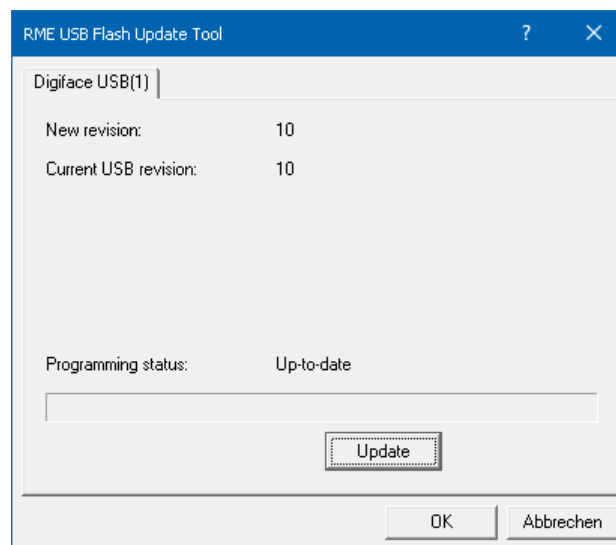 RME USB Flash Update Tool
Digiface USB(1)
New revision: 10
Current USB revision: 10
Programming status: Up-to-date
Update
OK Abbrechen